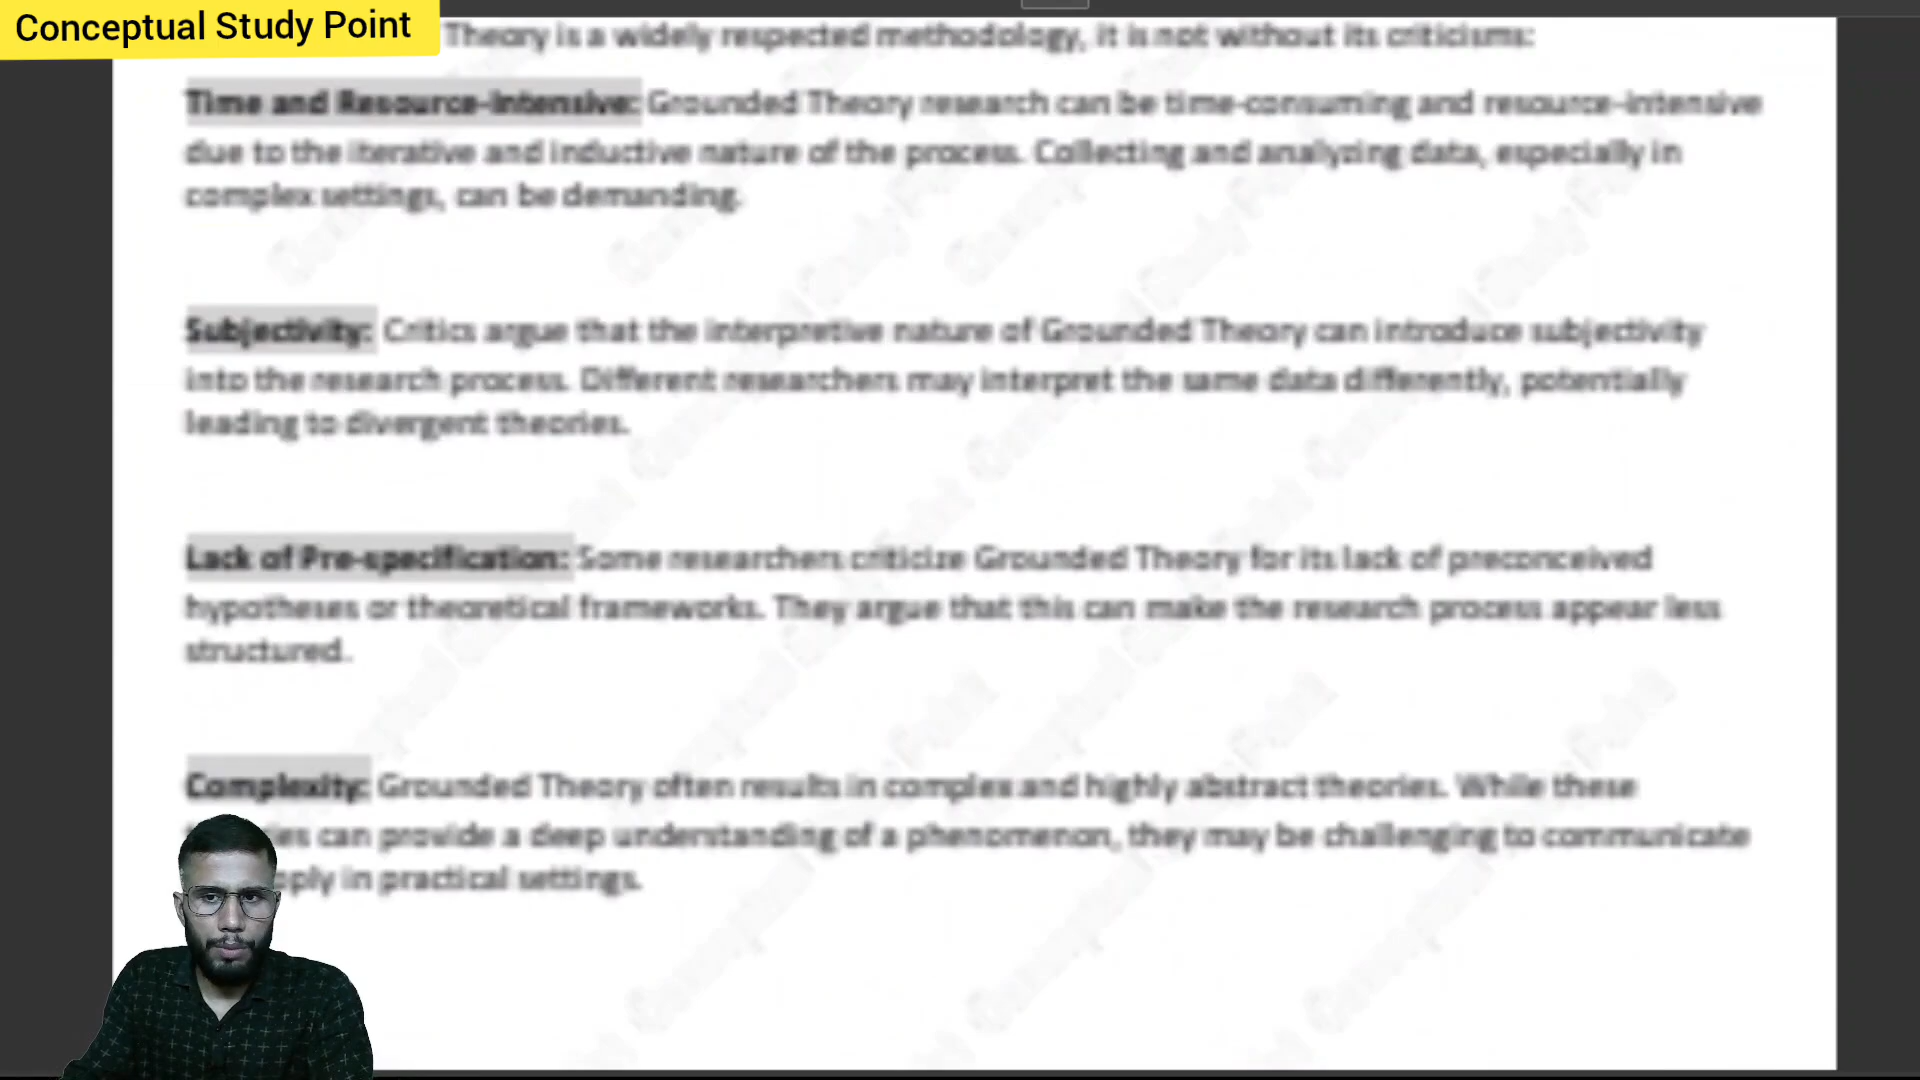 Conceptual Study Point
Theory is a widely respected methodology, it is not without its criticisms:
Time and Resource-Intensive: Grounded Theory research can be time-consuming and resource-intensive
due to the iterative and inductive nature of the process. Collecting and analyzing data, especially in
complex settings, can be demanding.
Subjectivity: Critics argue that the interpretive nature of Grounded Theory can introduce subjectivity
into the research process. Different researchers may interpret the same data differently, potentially
leading to divergent theories.
Lack of Pre-specification: Some researchers criticize Grounded Theory for its lack of preconceived
hypotheses or theoretical frameworks. They argue that this can make the research process appear less
structured.
Complexity: Grounded Theory often results in complex and highly abstract theories. While these
can provide a deep understanding of a phenomenon, they may be challenging to communicate
in practical settings.